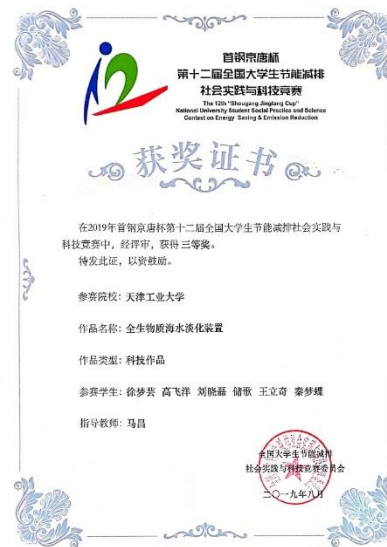 首钢京唐杯
第十二届全国大学生节能减排
社会实践与科技竞赛
The 12th "Shougang Jingtang Cup"
National University Student Social Practice and Science
Contest on Energy Saving & Emission Reduction
获奖证书
在2019年首钢京唐杯第十二届全国大学生节能减排社会实践与
科技竞赛中，经评审，获得三等奖。
特发此证，以资鼓励。
参赛院校：天津工业大学
作品名称：全生物质海水淡化装置
作品类型：科技作品
参赛学生：徐梦芸 高飞洋 刘晓磊 储歌 王立奇 秦梦蝶
指导教师：马昌
全国大学生节能减排
社会实践与科技竞赛委员会
二〇一九年八月